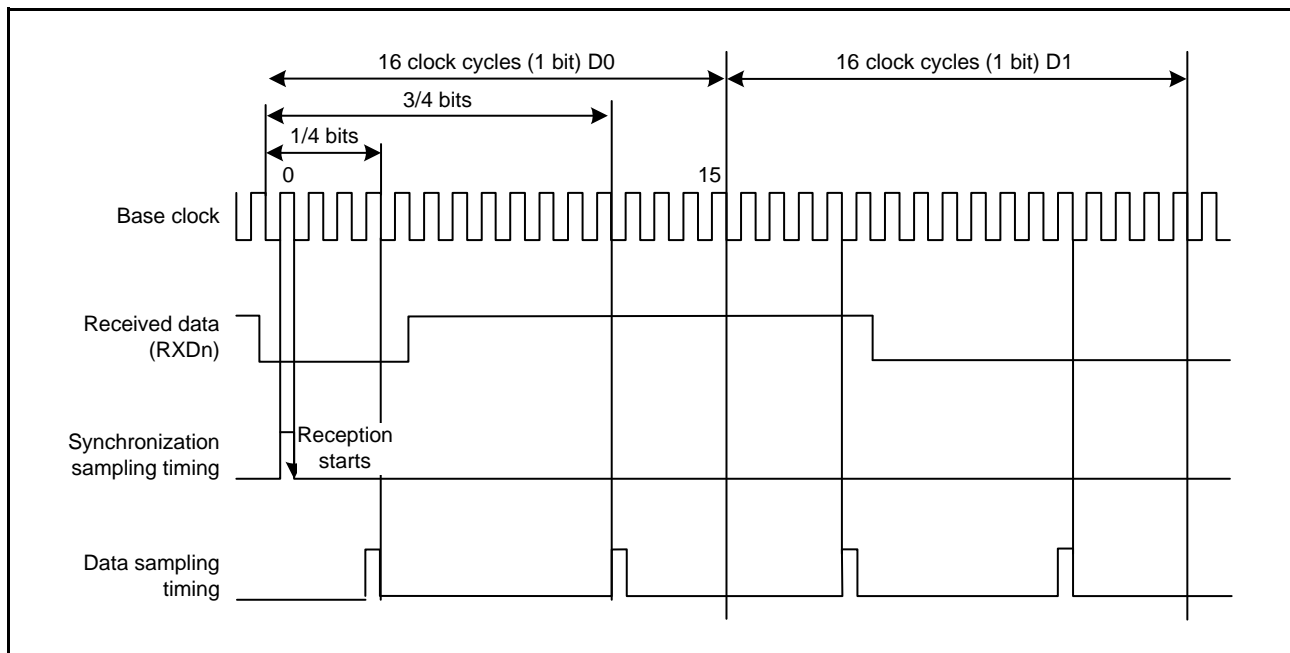 16 clock cycles (1 bit) D0
16 clock cycles (1 bit) D1
3/4 bits
1/4 bits
0
15
Base clock
Received data
(RXDn)
Synchronization
sampling timing
Reception
starts
Data sampling
timing